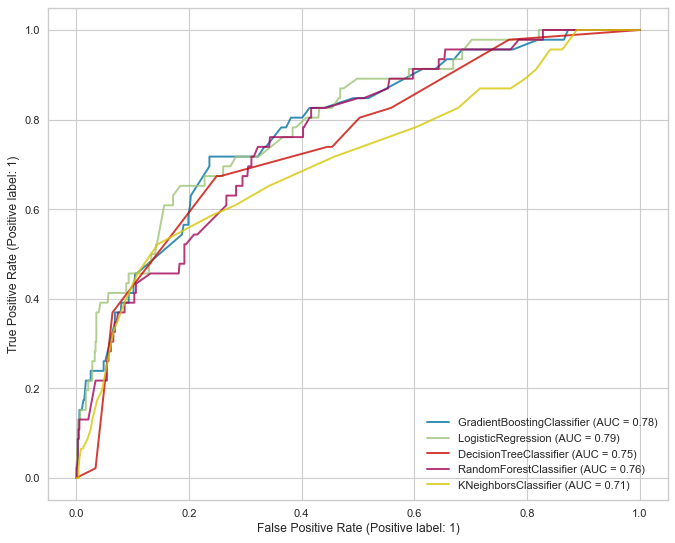 1.0
0.8
0.6
0.4
0.2
0.0
True Positive Rate (Positive label: 1)
GradientBoostingClassifier (AUC = 0.78)
LogisticRegression (AUC = 0.79)
DecisionTreeClassifier (AUC = 0.75)
RandomForestClassifier (AUC = 0.76)
KNeighborsClassifier (AUC = 0.71)
0.0 0.2 0.4 0.6 0.8 1.0
False Positive Rate (Positive label: 1)